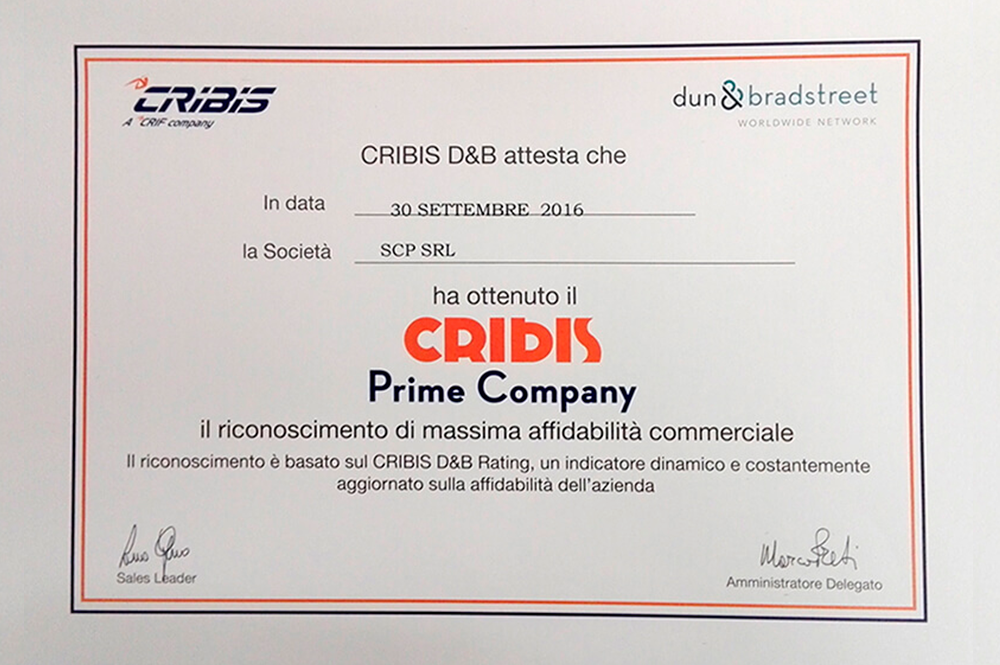 CRIBIS
A CRIF company
dun & bradstreet
WORLDWIDE NETWORK
CRIBIS D&B attesta che
In data 30 SETTEMBRE 2016
la Società SCP SRL
ha ottenuto il
CRIBIS
Prime Company
il riconoscimento di massima affidabilità commerciale
Il riconoscimento è basato sul CRIBIS D&B Rating, un indicatore dinamico e costantemente
aggiornato sulla affidabilità dell'azienda
Marco Preti
Sales Leader
Amministratore Delegato